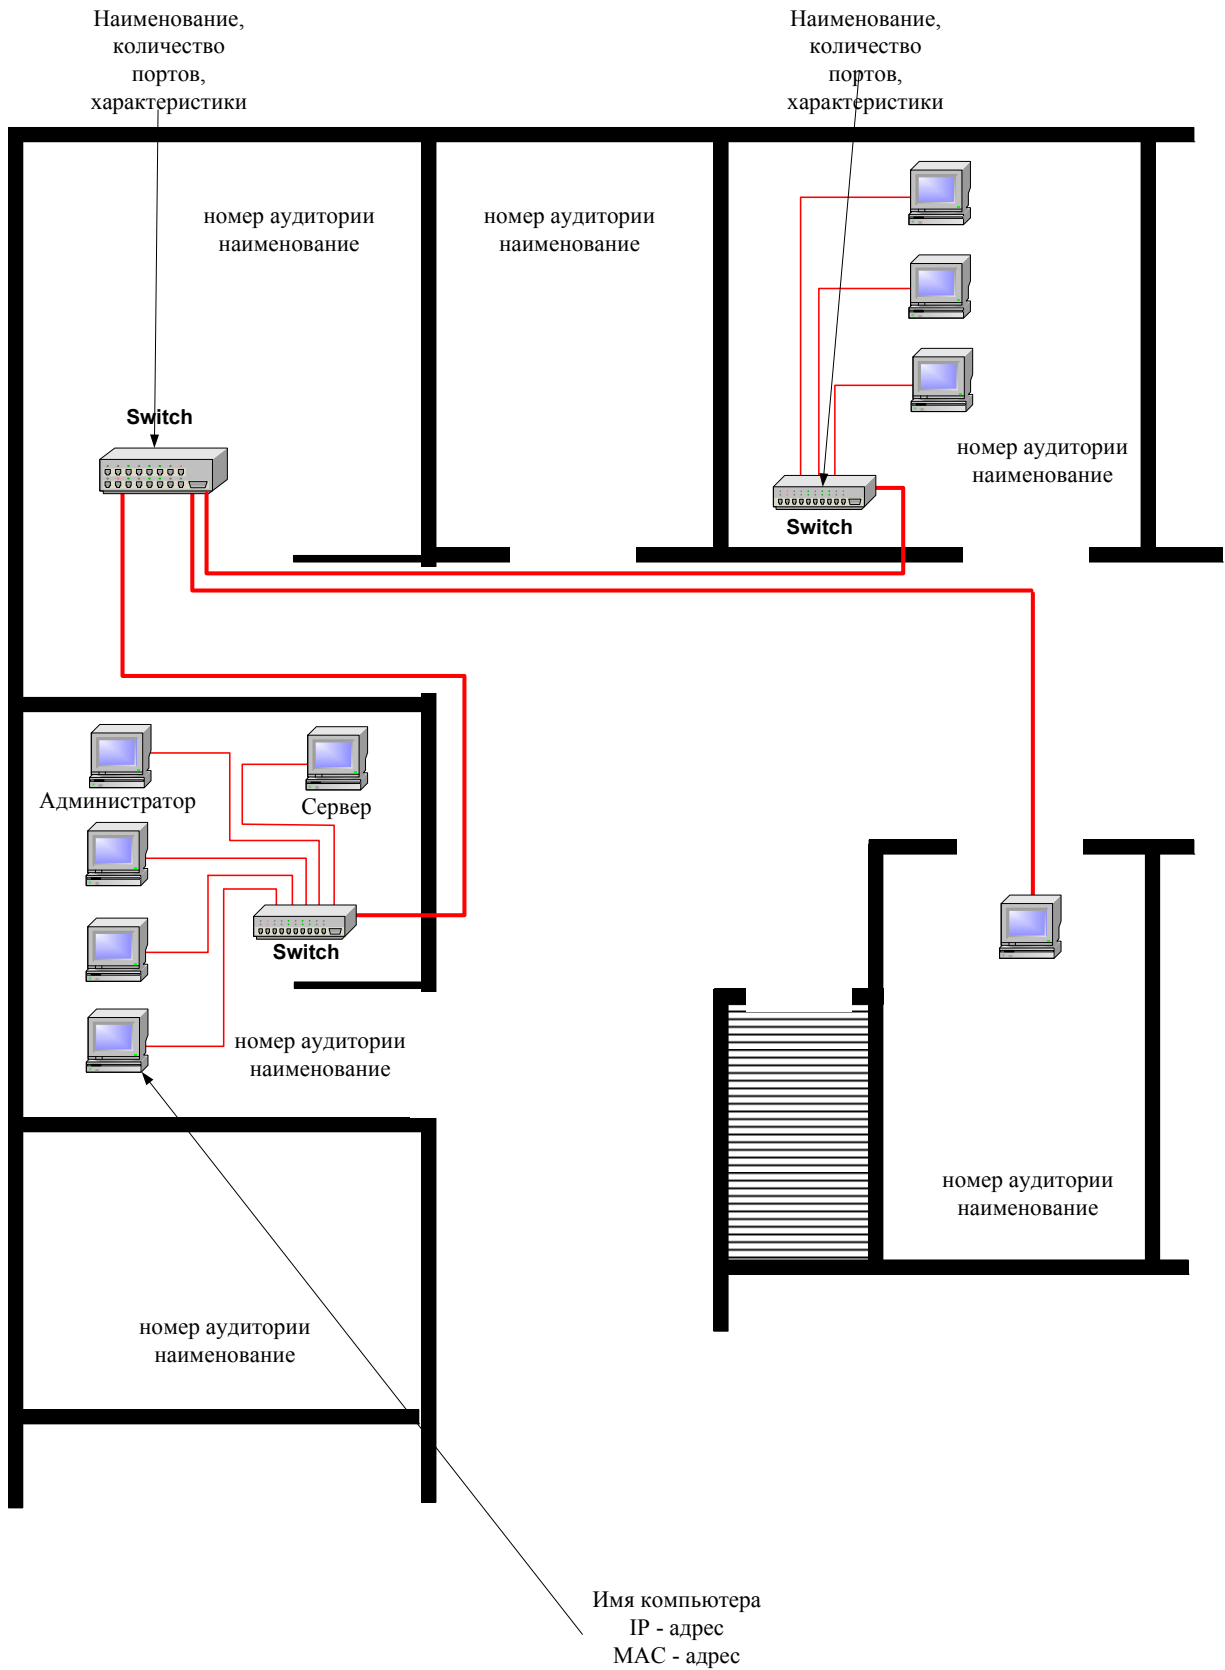 Наименование,
количество
портов,
характеристики
Наименование,
количество
портов,
характеристики
номер аудитории
наименование
номер аудитории
наименование
Switch
номер аудитории
наименование
Switch
Администратор
Сервер
Switch
номер аудитории
наименование
номер аудитории
наименование
номер аудитории
наименование
Имя компьютера
IP - адрес
MAC - адрес